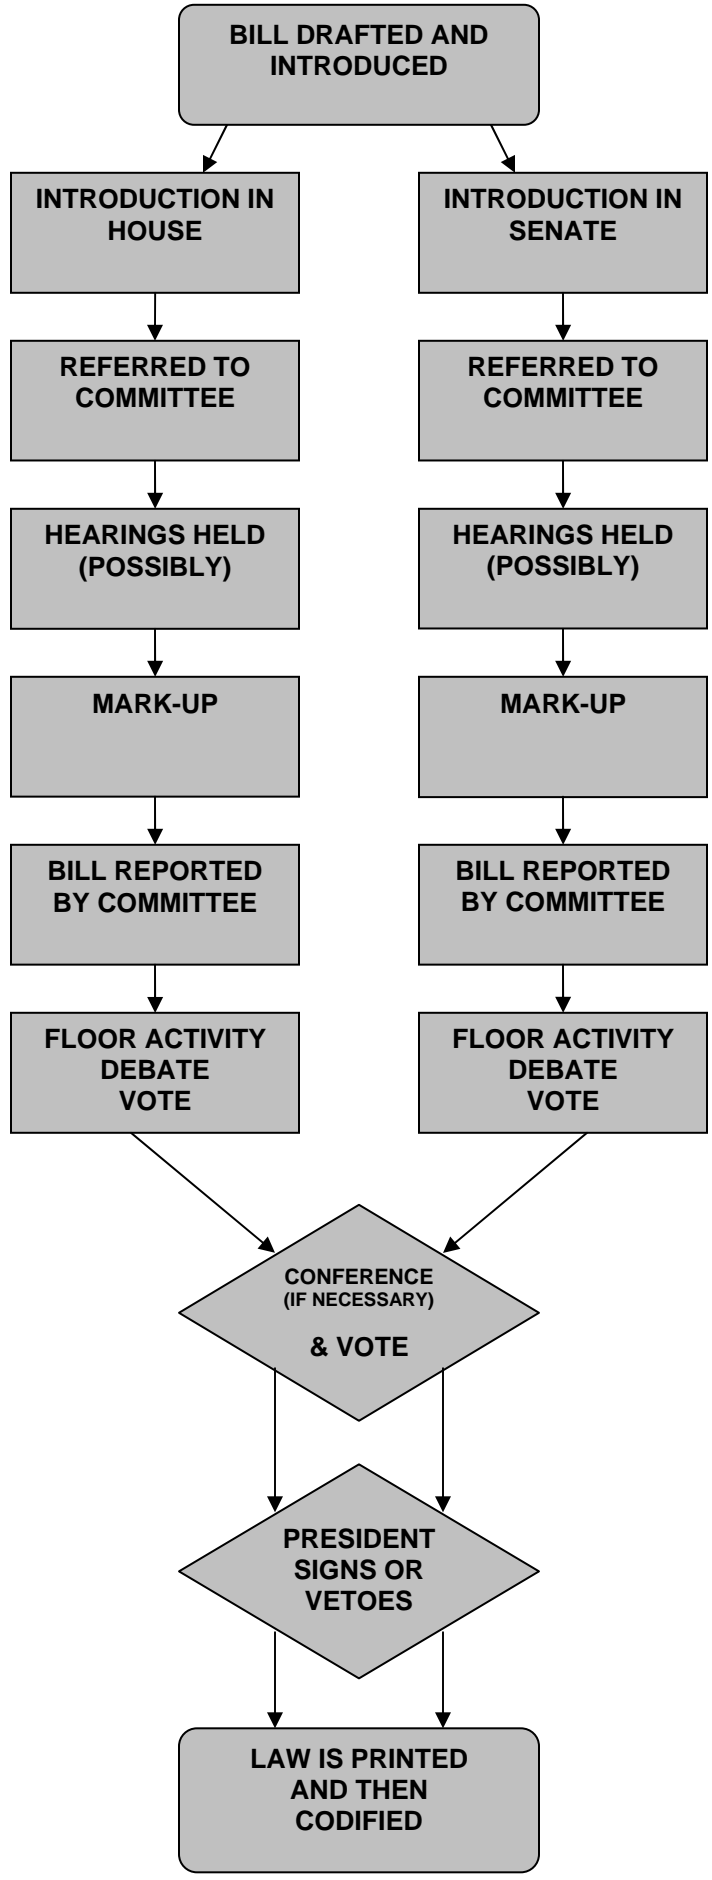 BILL DRAFTED AND
INTRODUCED
INTRODUCTION IN
HOUSE
INTRODUCTION IN
SENATE
REFERRED TO
COMMITTEE
REFERRED TO
COMMITTEE
HEARINGS HELD
(POSSIBLY)
HEARINGS HELD
(POSSIBLY)
MARK-UP
MARK-UP
BILL REPORTED
BY COMMITTEE
BILL REPORTED
BY COMMITTEE
FLOOR ACTIVITY
DEBATE
VOTE
FLOOR ACTIVITY
DEBATE
VOTE
CONFERENCE
(IF NECESSARY)
& VOTE
PRESIDENT
SIGNS OR
VETOES
LAW IS PRINTED
AND THEN
CODIFIED